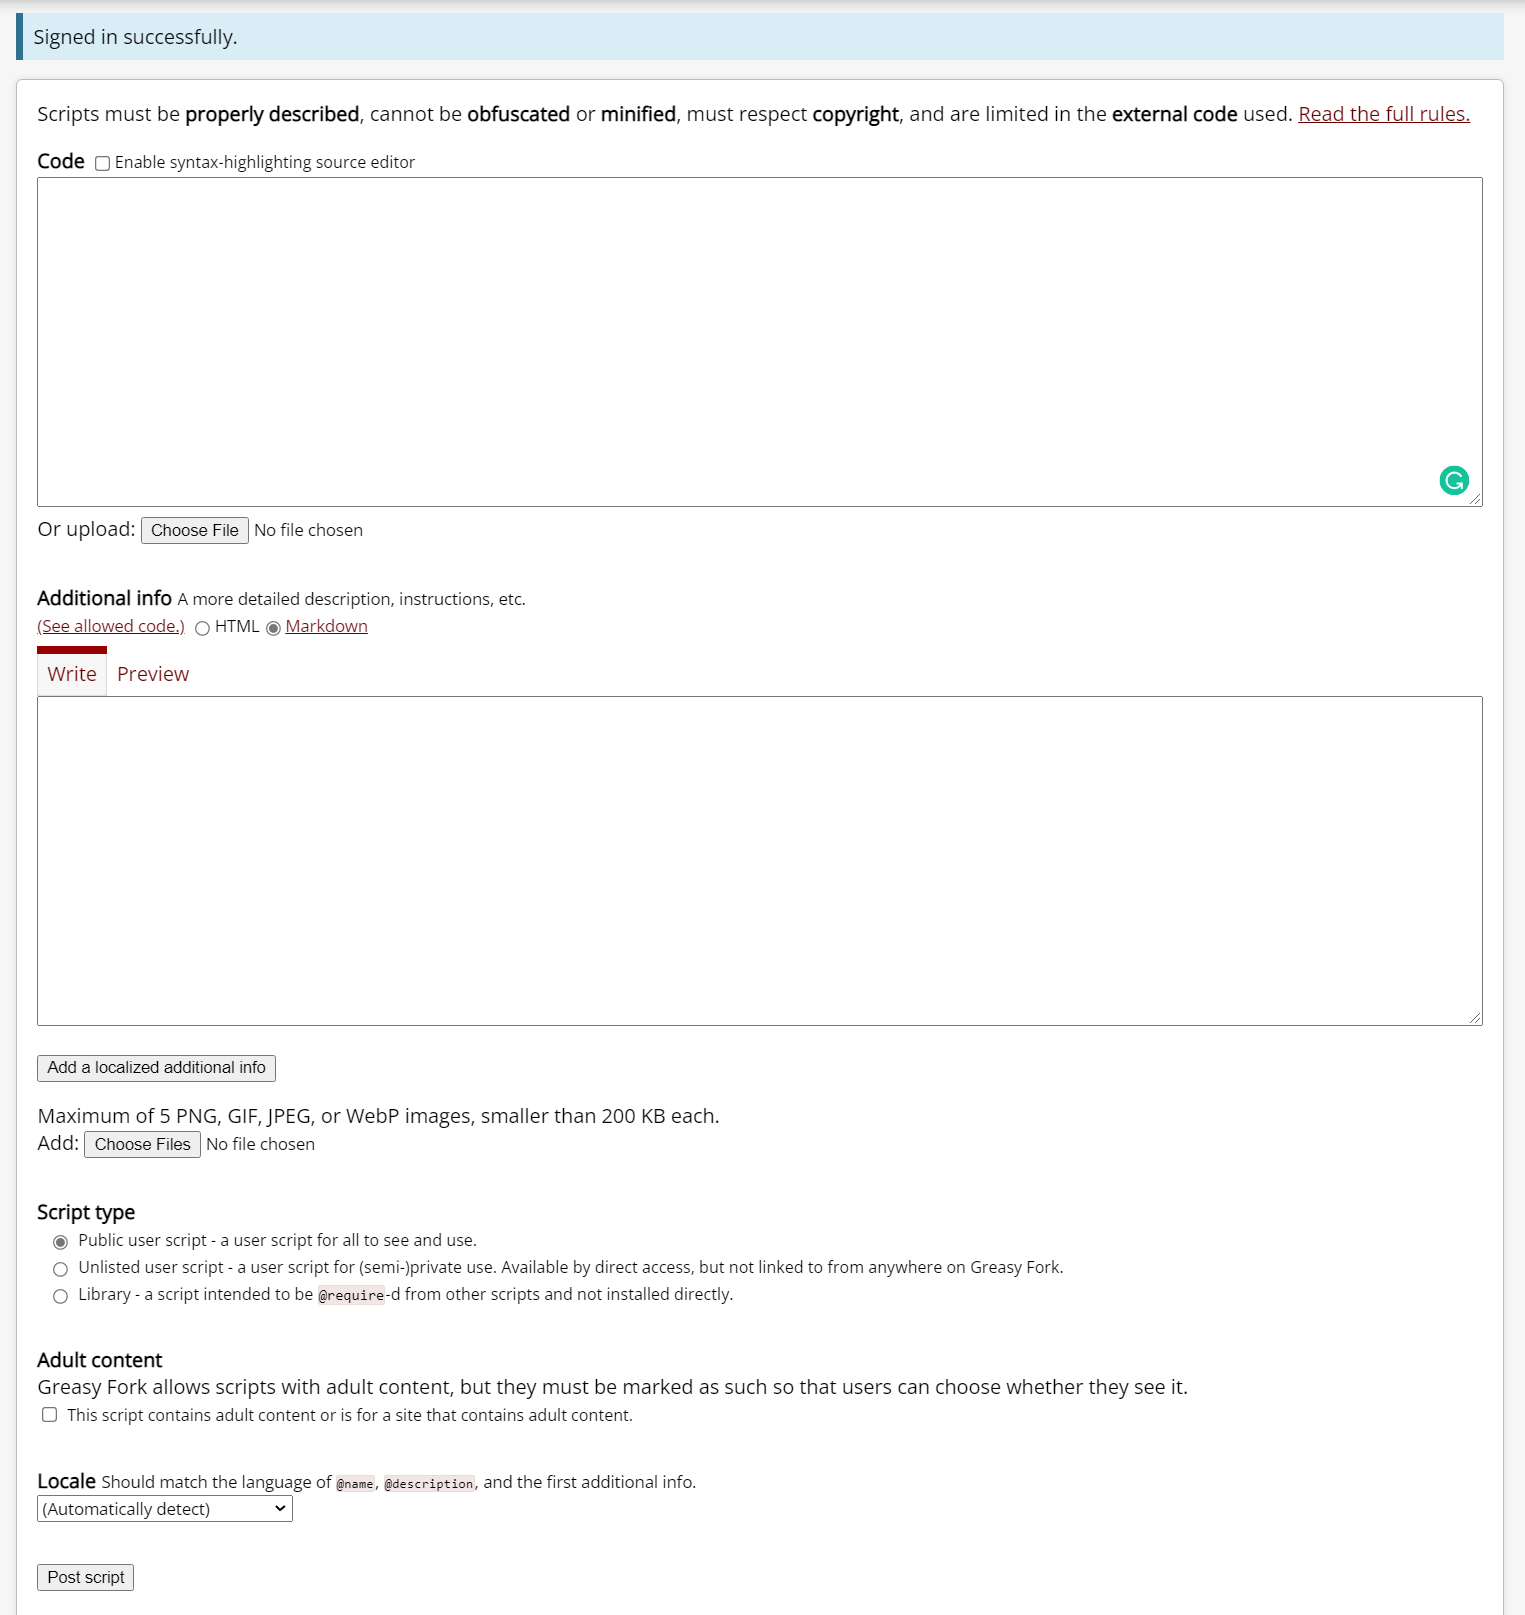 Signed in successfully.
Scripts must be properly described, cannot be obfuscated or minified, must respect copyright, and are limited in the external code used. Read the full rules.
Code Enable syntax-highlighting source editor
Or upload: Choose File No file chosen
Additional info A more detailed description, instructions, etc.
(See allowed code.) HTML Markdown
Write Preview
Add a localized additional info
Maximum of 5 PNG, GIF, JPEG, or WebP images, smaller than 200 KB each.
Add: Choose Files No file chosen
Script type
Public user script - a user script for all to see and use.
Unlisted user script - a user script for (semi-)private use. Available by direct access, but not linked to from anywhere on Greasy Fork.
Library - a script intended to be @require-d from other scripts and not installed directly.
Adult content
Greasy Fork allows scripts with adult content, but they must be marked as such so that users can choose whether they see it.
This script contains adult content or is for a site that contains adult content.
Locale Should match the language of @name, @description, and the first additional info.
(Automatically detect)
Post script